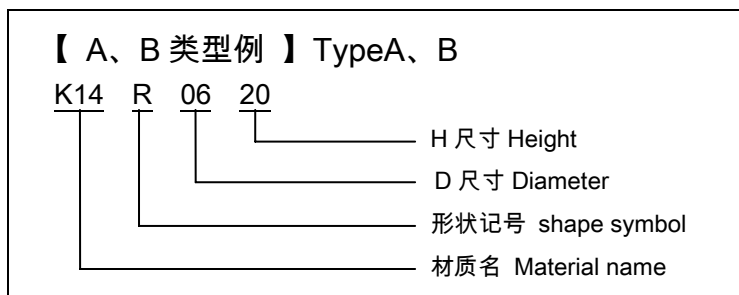 【 A、B 类型例 】TypeA、B
K14 R 06 20
H 尺寸 Height
D 尺寸 Diameter
形状记号 shape symbol
材质名 Material name